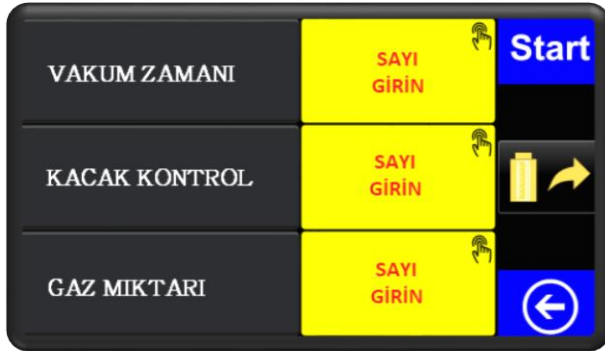 VAKUM ZAMANI
SAYI
GİRİN
Start
KACAK KONTROL
SAYI
GİRİN
GAZ MIKTARI
SAYI
GİRİN